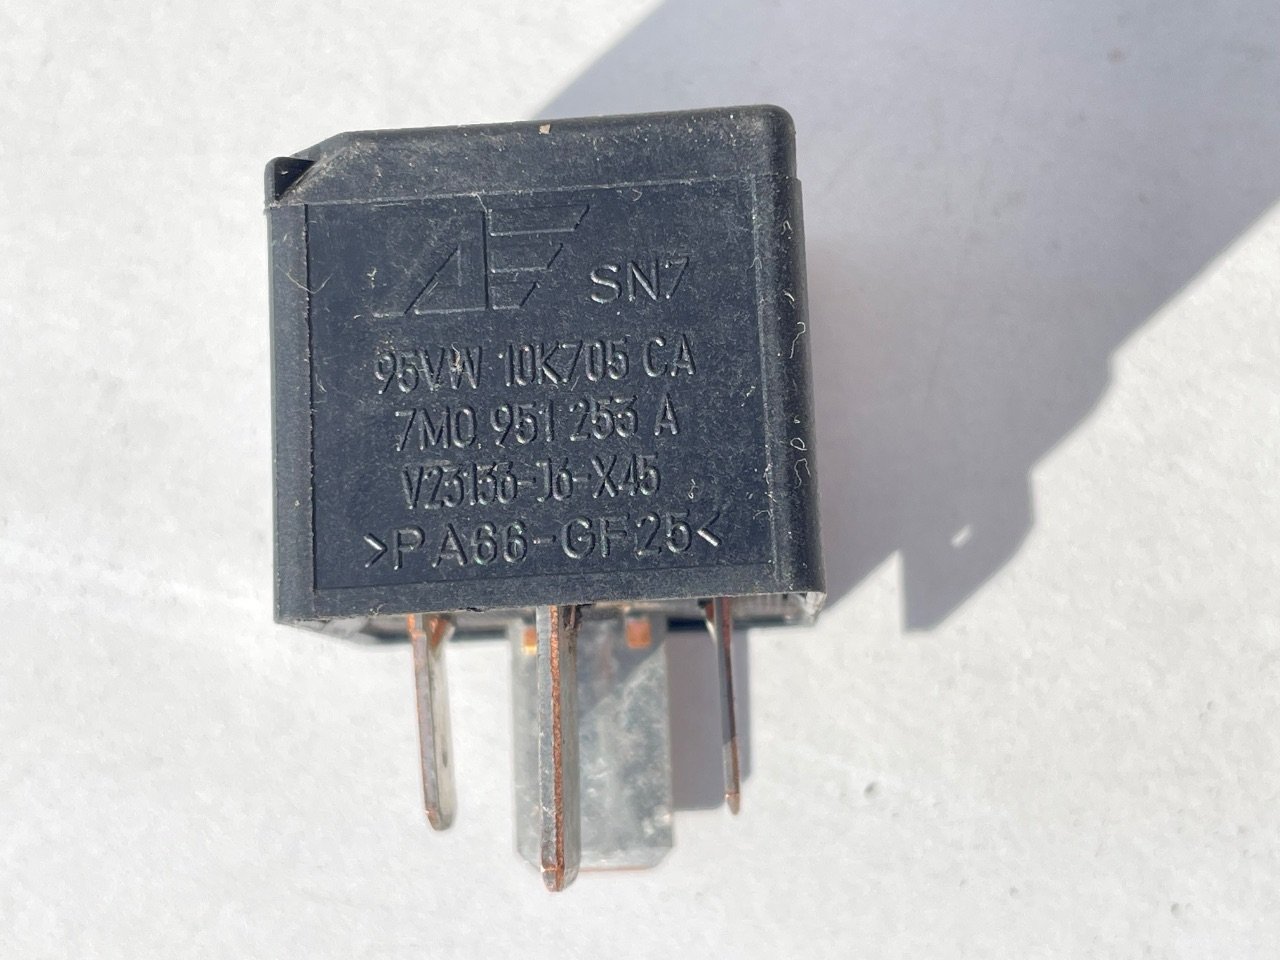 SN7
95VW 10K705 CA
7M0 951 253 A
V23136-J6-X45
>PA66-GF25<